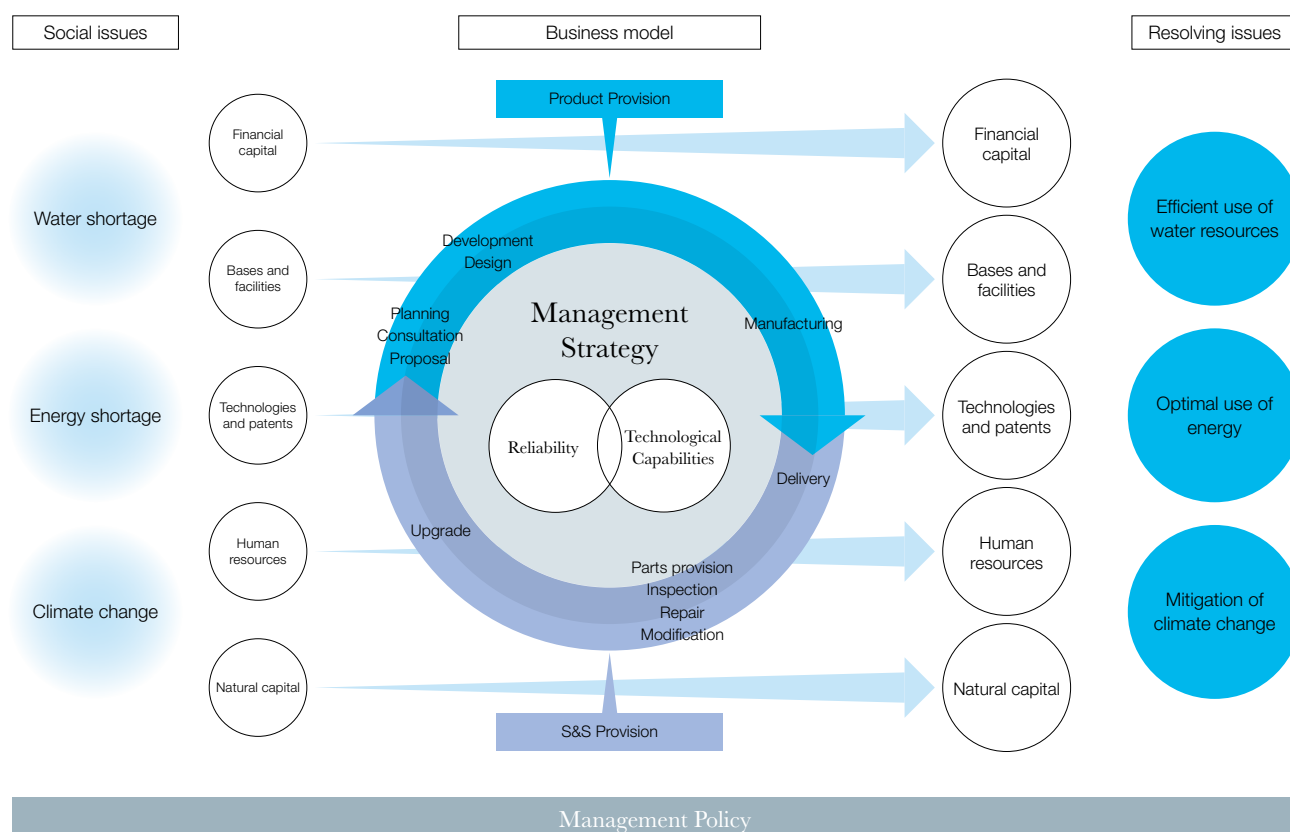 Social issues
Business model
Resolving issues
Water shortage
Energy shortage
Climate change
Financial
capital
Bases and
facilities
Technologies
and patents
Human
resources
Natural capital
Product Provision
Development
Design
Planning
Consultation
Proposal
Manufacturing
Management
Strategy
Reliability
Technological
Capabilities
Delivery
Upgrade
Parts provision
Inspection
Repair
Modification
S&S Provision
Financial
capital
Bases and
facilities
Technologies
and patents
Human
resources
Natural capital
Efficient use of
water resources
Optimal use of
energy
Mitigation of
climate change
Management Policy